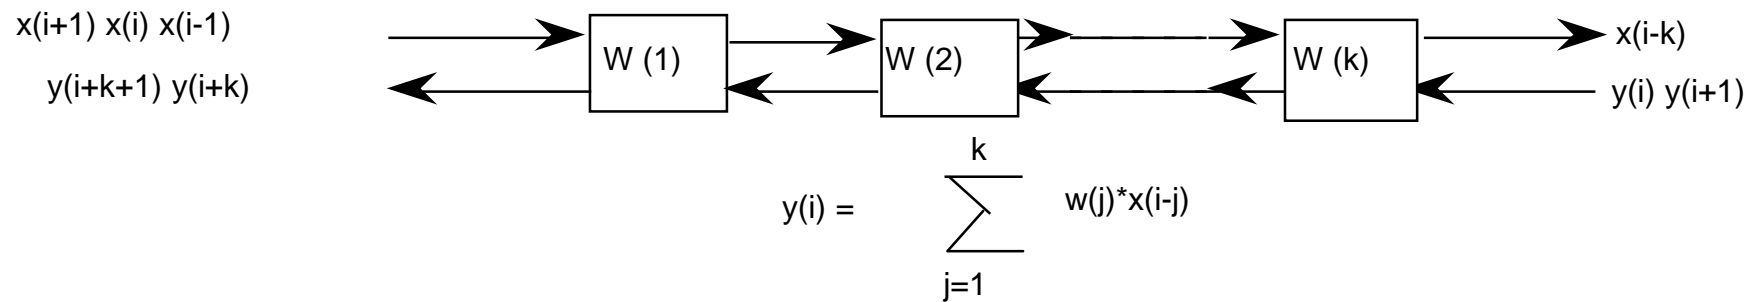 x(i+1) x(i) x(i-1)
W (1)
W (2)
W (k)
x(i-k)
y(i+k+1) y(i+k)
y(i) y(i+1)
k
y(i) = ∑ w(j)*x(i-j)
j=1